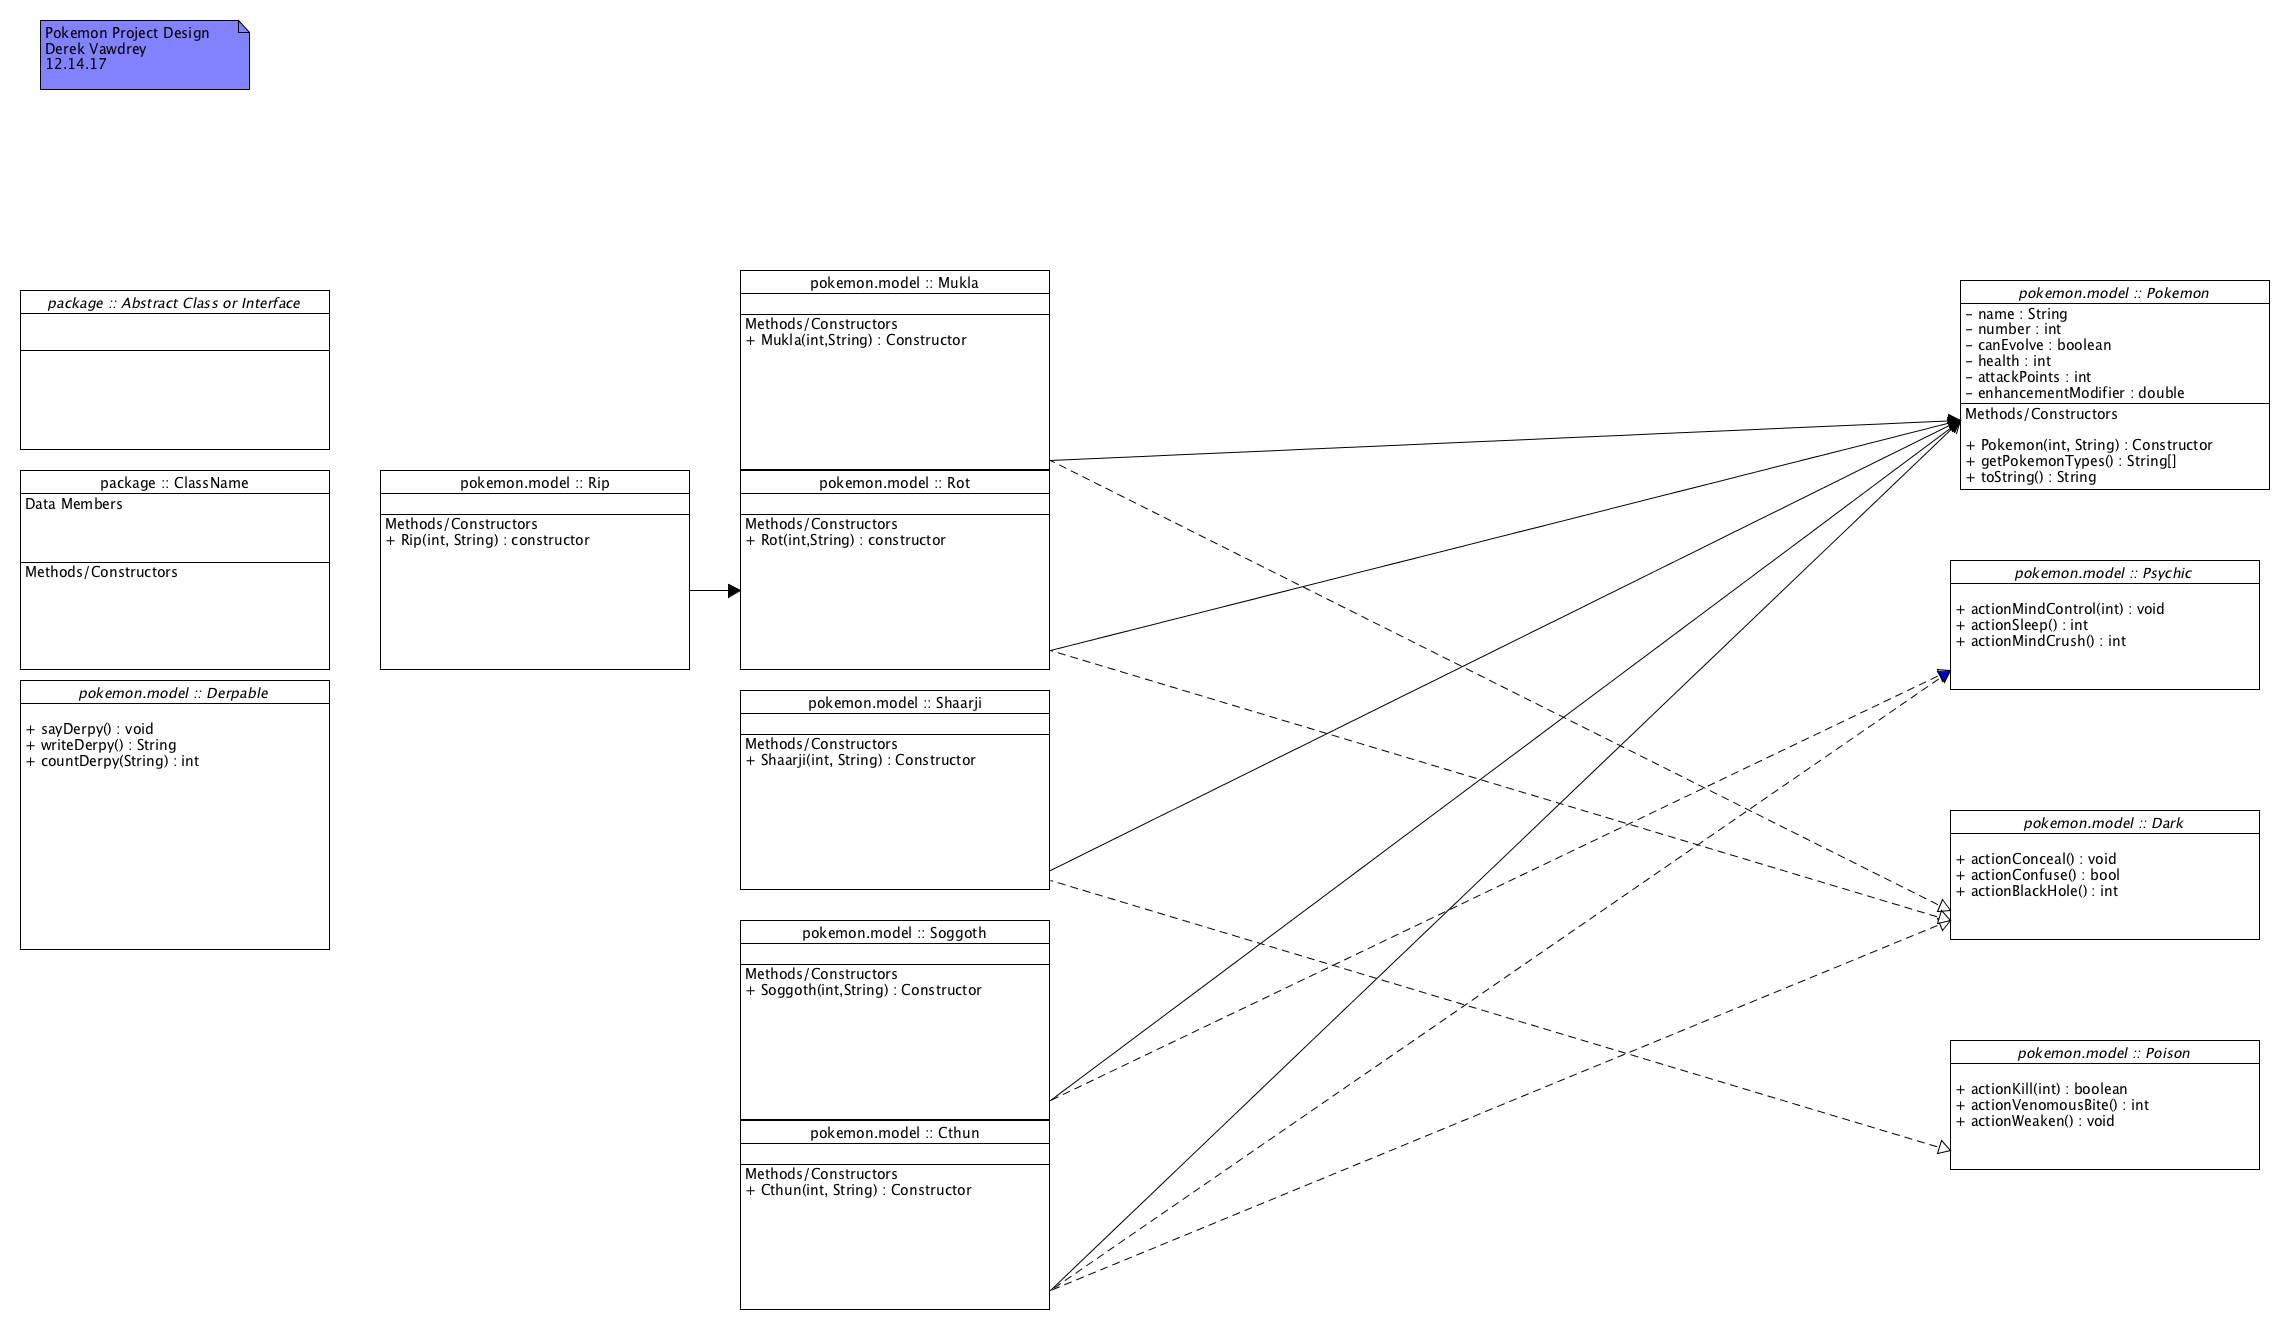 Pokemon Project Design
Derek Vawdrey
12.14.17
package :: Abstract Class or Interface
package :: ClassName
Data Members
Methods/Constructors
pokemon.model :: Derpable
+ sayDerpy() : void
+ writeDerpy() : String
+ countDerpy(String) : int
pokemon.model :: Rip
Methods/Constructors
+ Rip(int, String) : constructor
pokemon.model :: Mukla
Methods/Constructors
+ Mukla(int,String) : Constructor
pokemon.model :: Rot
Methods/Constructors
+ Rot(int,String) : constructor
pokemon.model :: Shaarji
Methods/Constructors
+ Shaarji(int, String) : Constructor
pokemon.model :: Soggoth
Methods/Constructors
+ Soggoth(int,String) : Constructor
pokemon.model :: Cthun
Methods/Constructors
+ Cthun(int, String) : Constructor
pokemon.model :: Pokemon
– name : String
– number : int
– canEvolve : boolean
– health : int
– attackPoints : int
– enhancementModifier : double
Methods/Constructors
+ Pokemon(int, String) : Constructor
+ getPokemonTypes() : String[]
+ toString() : String
pokemon.model :: Psychic
+ actionMindControl(int) : void
+ actionSleep() : int
+ actionMindCrush() : int
pokemon.model :: Dark
+ actionConceal() : void
+ actionConfuse() : bool
+ actionBlackHole() : int
pokemon.model :: Poison
+ actionKill(int) : boolean
+ actionVenomousBite() : int
+ actionWeaken() : void